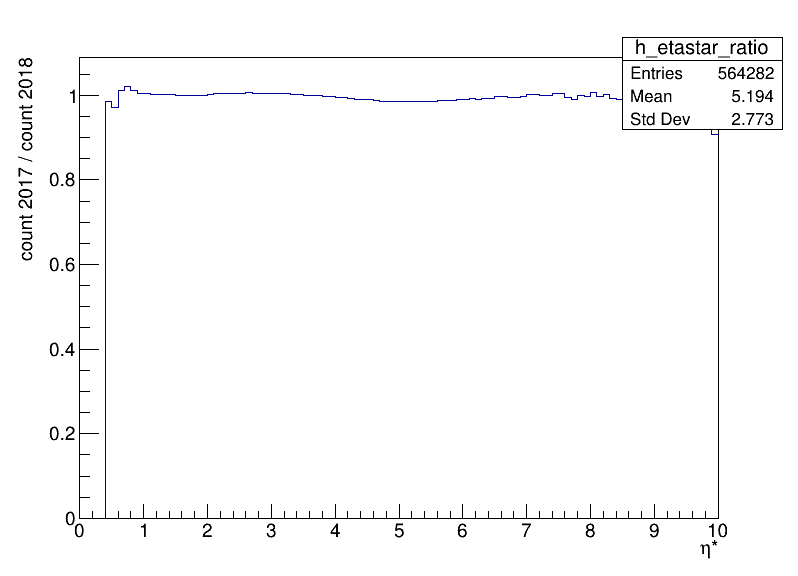 h_etastar_ratio
Entries 564282
Mean 5.194
Std Dev 2.773
count 2017 / count 2018
1
0.8
0.6
0.4
0.2
0
0 1 2 3 4 5 6 7 8 9 10
η*